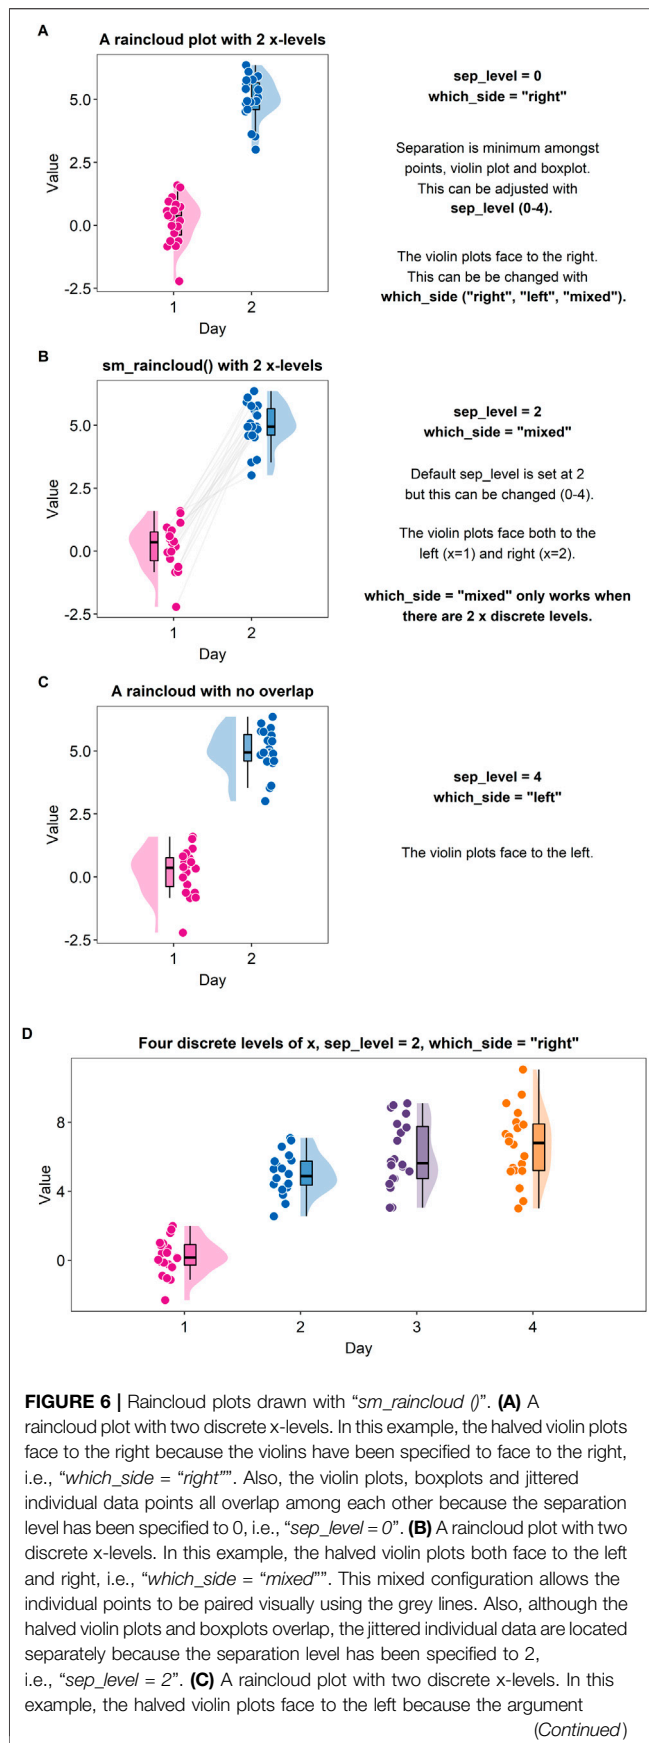 A
A raincloud plot with 2 x-levels
5.0
2.5
0.0
-2.5
Value
1
2
Day
sep_level = 0
which_side = "right"
Separation is minimum amongst
points, violin plot and boxplot.
This can be adjusted with
sep_level (0-4).
The violin plots face to the right.
This can be be changed with
which_side ("right", "left", "mixed").
B
sm_raincloud() with 2 x-levels
5.0
2.5
0.0
-2.5
Value
1
2
Day
sep_level = 2
which_side = "mixed"
Default sep_level is set at 2
but this can be changed (0-4).
The violin plots face both to the
left (x=1) and right (x=2).
which_side = "mixed" only works when
there are 2 x discrete levels.
C
A raincloud with no overlap
5.0
2.5
0.0
-2.5
Value
1
2
Day
sep_level = 4
which_side = "left"
The violin plots face to the left.
D
Four discrete levels of x, sep_level = 2, which_side = "right"
8
4
0
Value
1
2
3
4
Day
FIGURE 6 | Raincloud plots drawn with “sm_raincloud ()”. (A) A
raincloud plot with two discrete x-levels. In this example, the halved violin plots
face to the right because the violins have been specified to face to the right,
i.e., “which_side = “right””. Also, the violin plots, boxplots and jittered
individual data points all overlap among each other because the separation
level has been specified to 0, i.e., “sep_level = 0”. (B) A raincloud plot with two
discrete x-levels. In this example, the halved violin plots both face to the left
and right, i.e., “which_side = “mixed””. This mixed configuration allows the
individual points to be paired visually using the grey lines. Also, although the
halved violin plots and boxplots overlap, the jittered individual data are located
separately because the separation level has been specified to 2,
i.e., “sep_level = 2”. (C) A raincloud plot with two discrete x-levels. In this
example, the halved violin plots face to the left because the argument
(Continued)